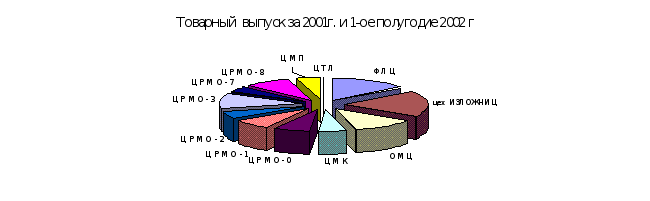 Товарный выпуск за 2001г. и 1-ое полугодие 2002 г
ЦМП
ЦТЛ
ФЛЦ
ЦРМО-8
ЦРМО-7
ЦРМО-3
цех ИЗЛОЖНИЦ
ЦРМО-2
ЦРМО-1
ЦРМО-0
ЦМК
ОМЦ